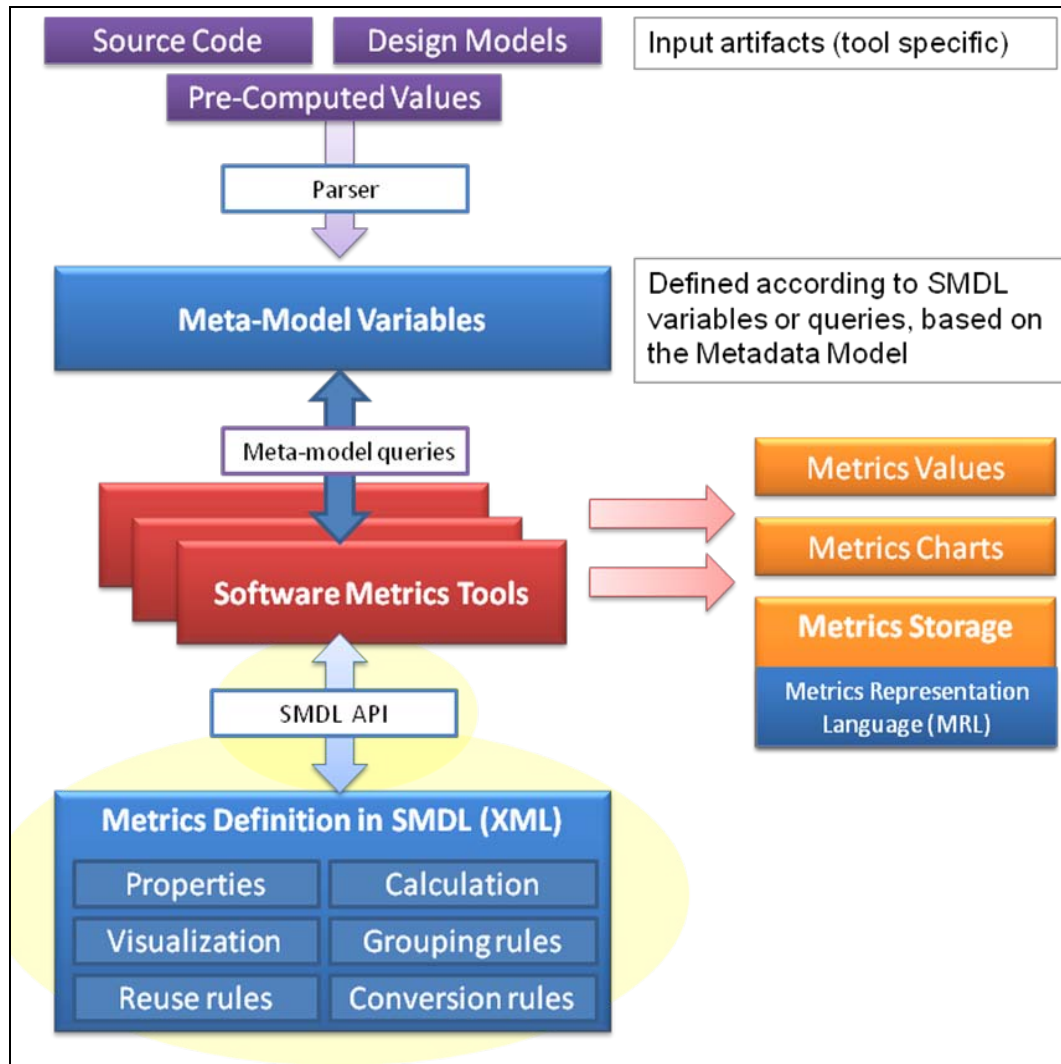 Source Code
Design Models
Input artifacts (tool specific)
Pre-Computed Values
Parser
Meta-Model Variables
Defined according to SMDL
variables or queries, based on
the Metadata Model
Meta-model queries
Metrics Values
Metrics Charts
Software Metrics Tools
Metrics Storage
Metrics Representation
Language (MRL)
SMDL API
Metrics Definition in SMDL (XML)
Properties
Calculation
Visualization
Grouping rules
Reuse rules
Conversion rules